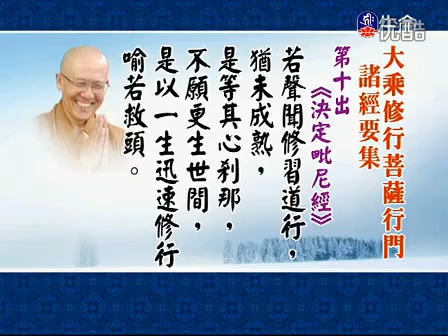 大乘修行菩薩行門
諸經要集
第十出
《決定毗尼經》
若聲聞修習道行，
猶未成熟，
是等其心剎那，
不願更生世間，
是以一生迅速修行
喻若救頭。